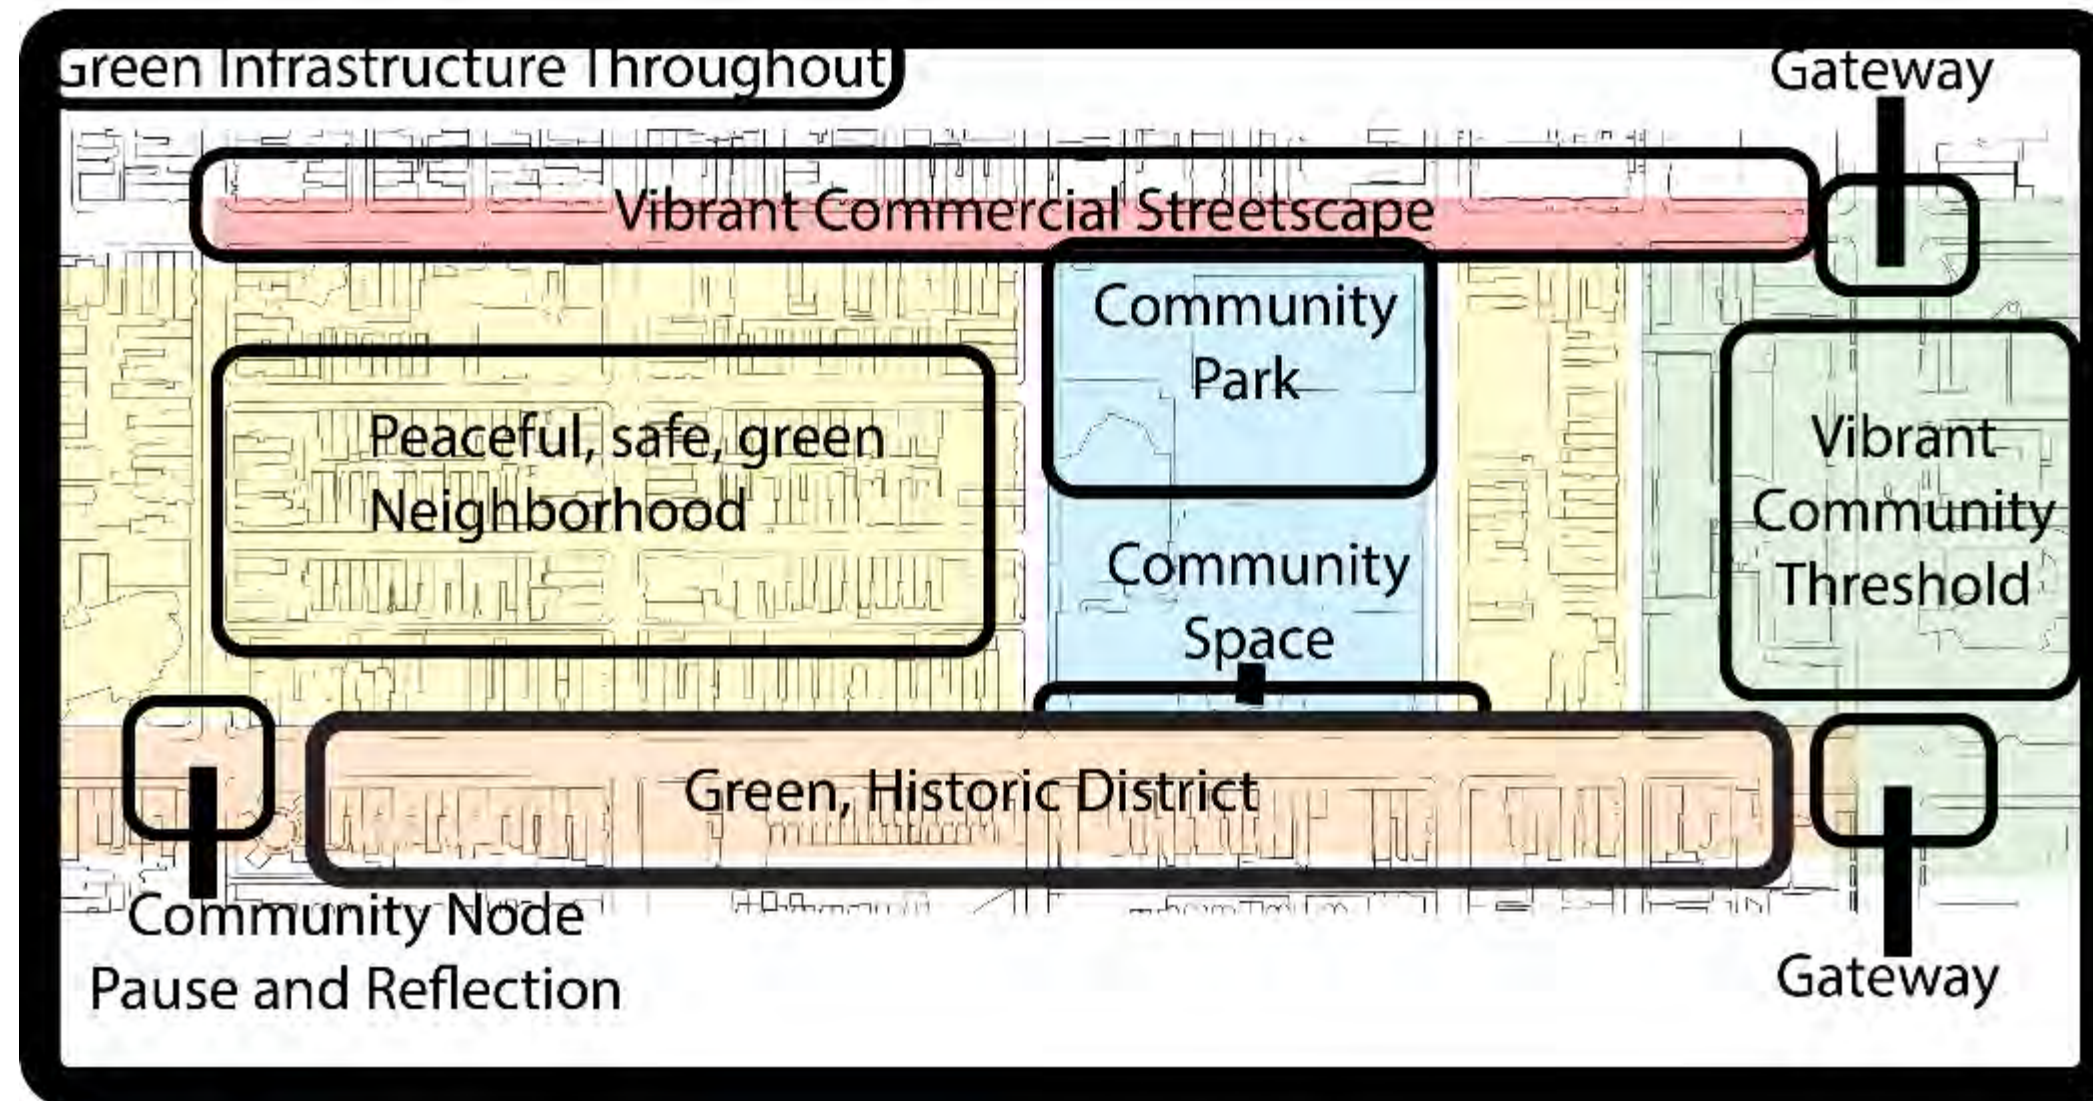 Green Infrastructure Throughout
Gateway
Vibrant Commercial Streetscape
Community
Park
Peaceful, safe, green
Neighborhood
Vibrant
Community
Threshold
Community
Space
Green, Historic District
Community Node
Pause and Reflection
Gateway